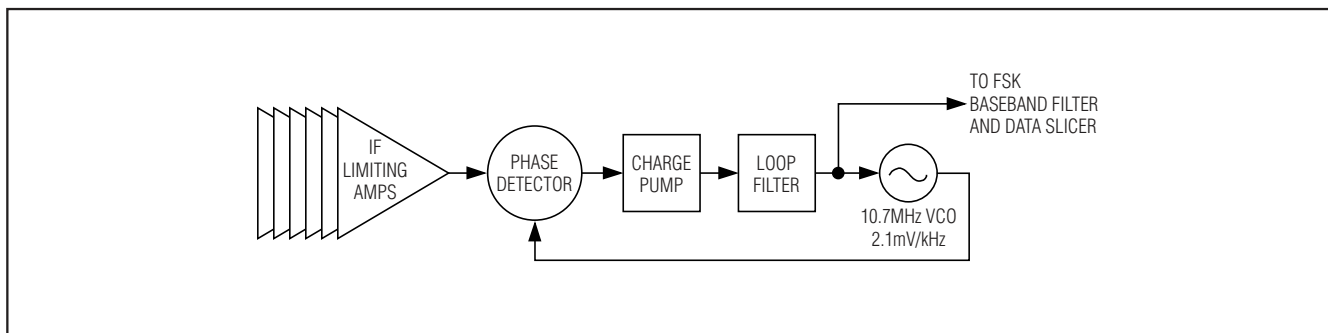 IF
LIMITING
AMPS
PHASE
DETECTOR
CHARGE
PUMP
LOOP
FILTER
TO FSK
BASEBAND FILTER
AND DATA SLICER
10.7MHz VCO
2.1mV/kHz